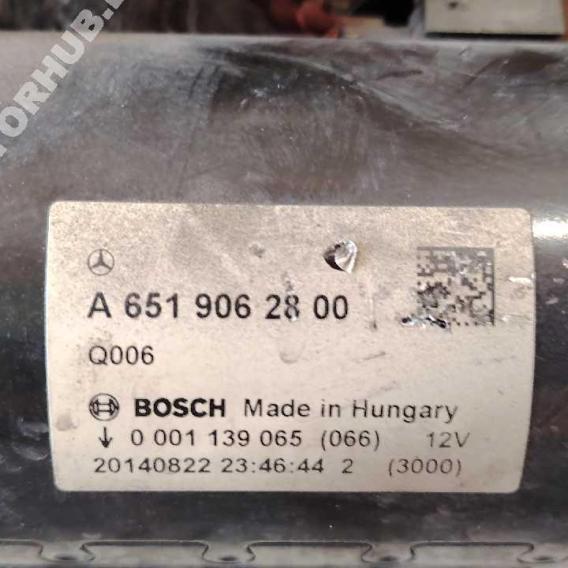 TORHUB.
A 651 906 28 00
Q006
BOSCH Made in Hungary
↓ 0 001 139 065 (066) 12V
20140822 23:46:44 2 (3000)